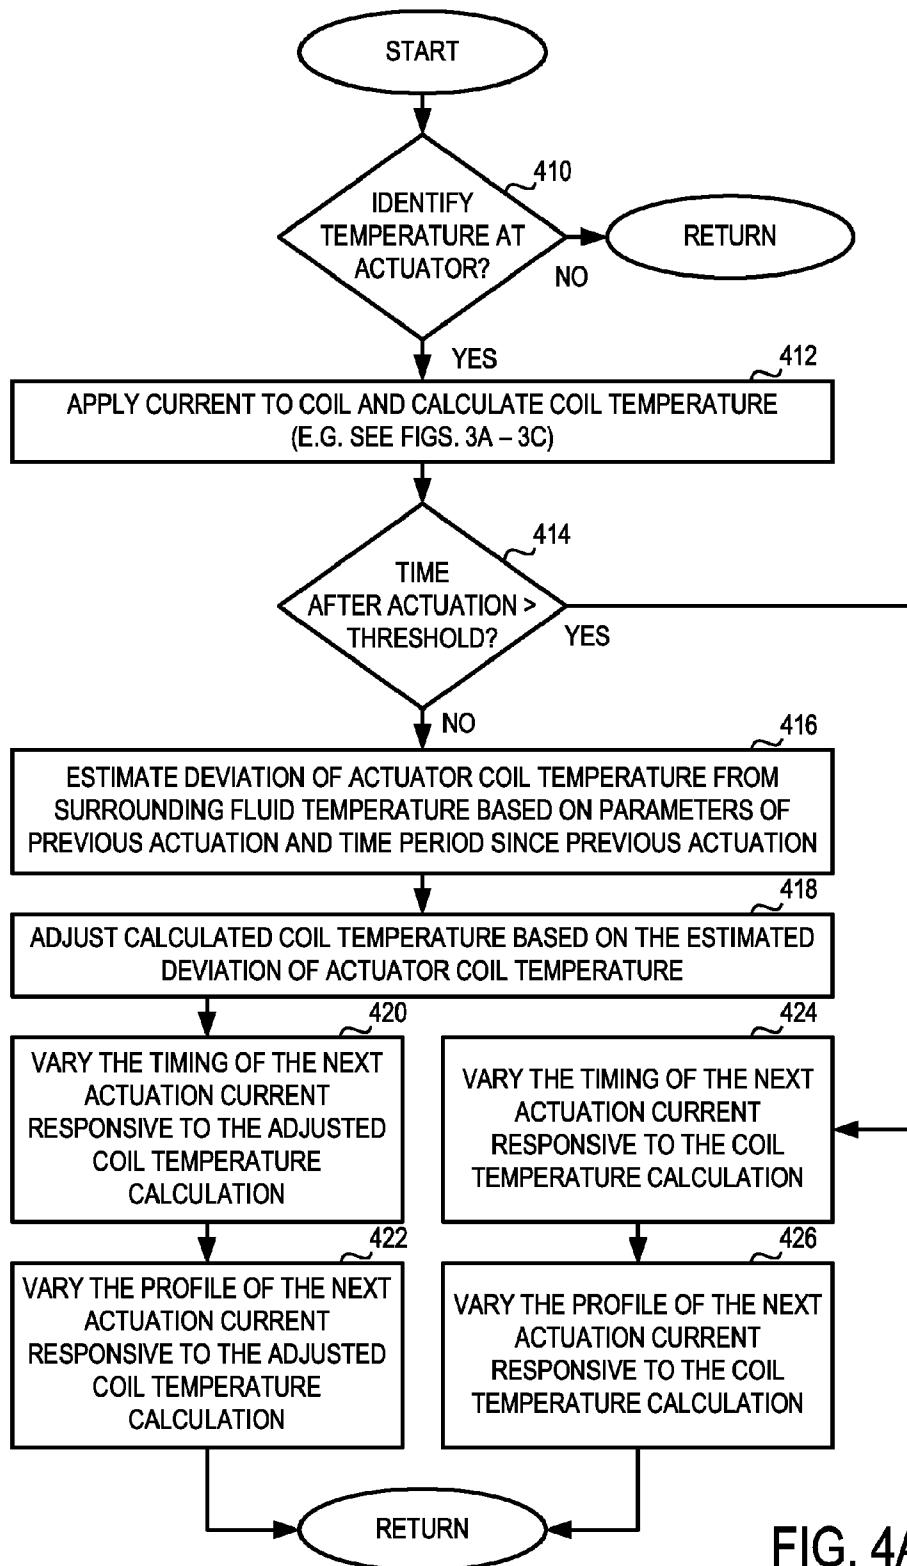 START
410
IDENTIFY
TEMPERATURE AT
ACTUATOR?
RETURN
NO
YES
412
APPLY CURRENT TO COIL AND CALCULATE COIL TEMPERATURE
(E.G. SEE FIGS. 3A – 3C)
414
TIME
AFTER ACTUATION >
THRESHOLD?
YES
NO
416
ESTIMATE DEVIATION OF ACTUATOR COIL TEMPERATURE FROM
SURROUNDING FLUID TEMPERATURE BASED ON PARAMETERS OF
PREVIOUS ACTUATION AND TIME PERIOD SINCE PREVIOUS ACTUATION
418
ADJUST CALCULATED COIL TEMPERATURE BASED ON THE ESTIMATED
DEVIATION OF ACTUATOR COIL TEMPERATURE
420
VARY THE TIMING OF THE NEXT
ACTUATION CURRENT
RESPONSIVE TO THE ADJUSTED
COIL TEMPERATURE
CALCULATION
424
VARY THE TIMING OF THE NEXT
ACTUATION CURRENT
RESPONSIVE TO THE COIL
TEMPERATURE CALCULATION
422
VARY THE PROFILE OF THE NEXT
ACTUATION CURRENT
RESPONSIVE TO THE ADJUSTED
COIL TEMPERATURE
CALCULATION
426
VARY THE PROFILE OF THE NEXT
ACTUATION CURRENT
RESPONSIVE TO THE COIL
TEMPERATURE CALCULATION
RETURN
FIG. 4A